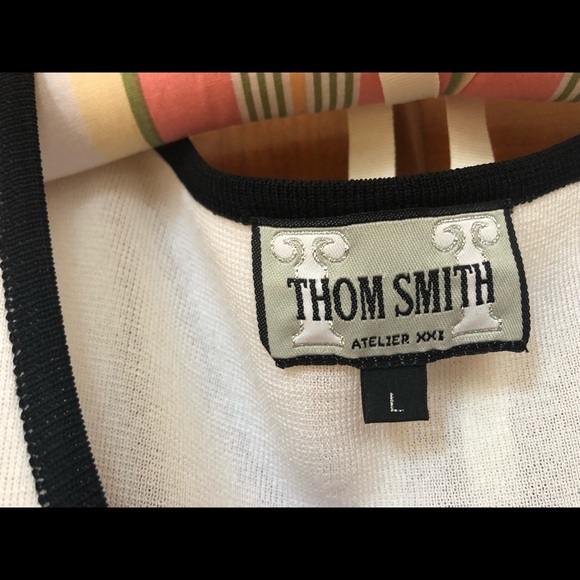 THOM SMITH
ATELIER XXI
L